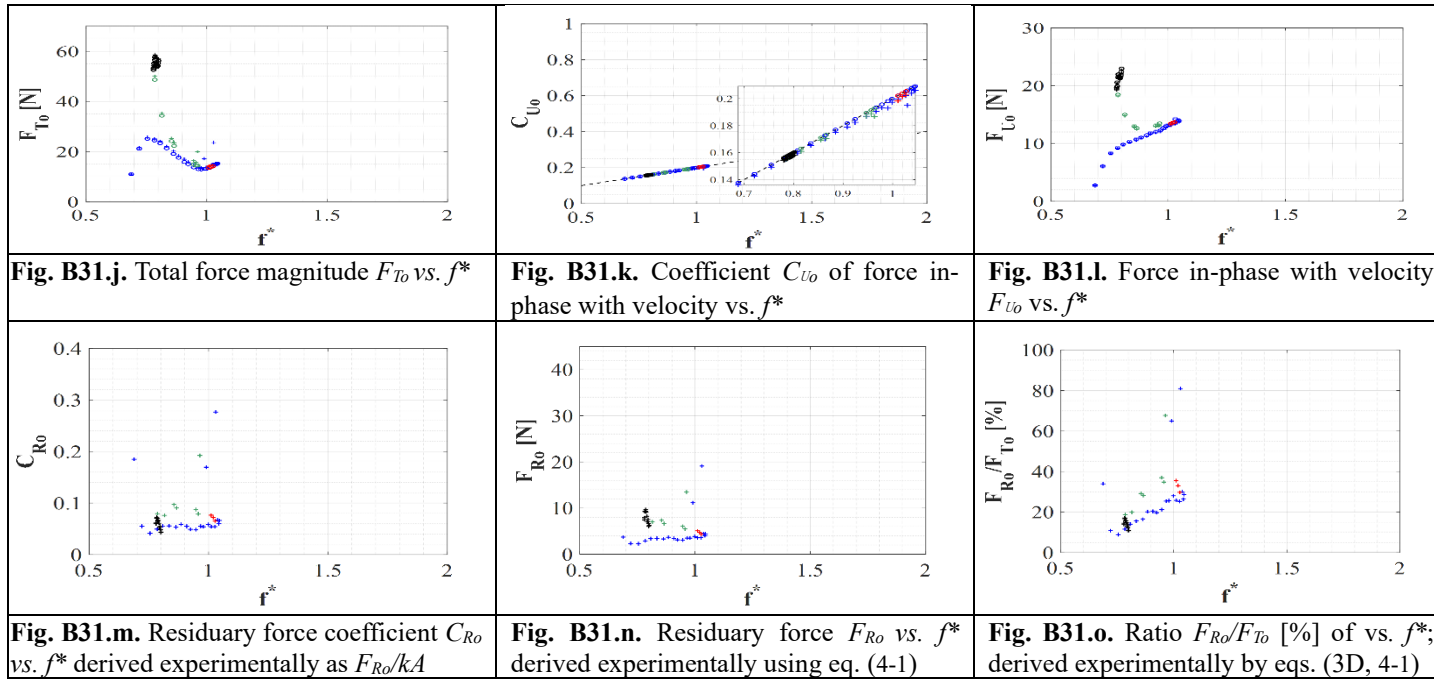 60
40
20
0
F_To [N]
0.5
1
1.5
2
f*
Fig. B31.j. Total force magnitude F_To vs. f*
1
0.8
0.6
0.4
0.2
0
C_Uo
0.2
0.18
0.16
0.14
0.7
0.8
0.9
1
0.5
1
1.5
2
f*
Fig. B31.k. Coefficient C_Uo of force in-
phase with velocity vs. f*
30
20
10
0
F_Uo [N]
0.5
1
1.5
2
f*
Fig. B31.l. Force in-phase with velocity
F_Uo vs. f*
0.4
0.3
0.2
0.1
0
C_Ro
0.5
1
1.5
2
f*
Fig. B31.m. Residuary force coefficient C_Ro
vs. f* derived experimentally as F_Ro/kA
40
30
20
10
0
F_Ro [N]
0.5
1
1.5
2
f*
Fig. B31.n. Residuary force F_Ro vs. f*
derived experimentally using eq. (4-1)
100
80
60
40
20
0
F_Ro/F_To [%]
0.5
1
1.5
2
f*
Fig. B31.o. Ratio F_Ro/F_To [%] of vs. f*;
derived experimentally by eqs. (3D, 4-1)